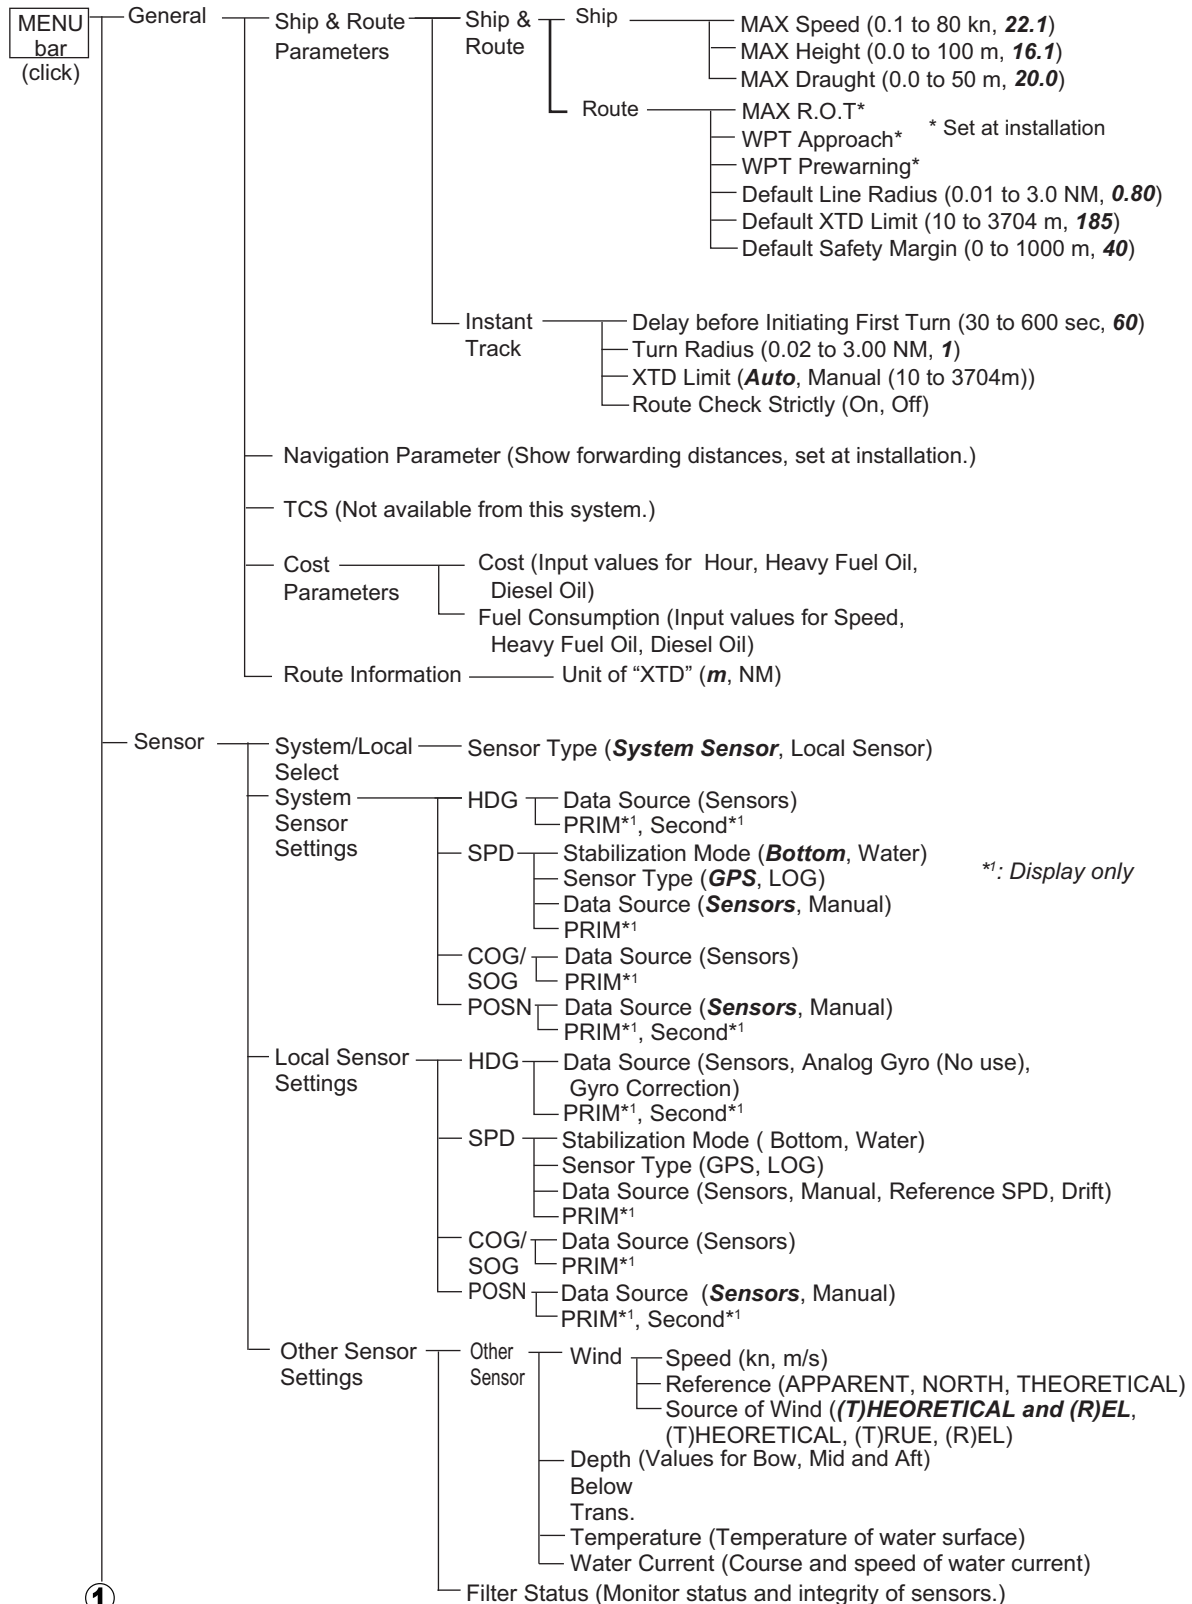 MENU
bar
(click)
General
Ship & Route
Parameters
Ship &
Route
Ship
MAX Speed (0.1 to 80 kn, 22.1)
MAX Height (0.0 to 100 m, 16.1)
MAX Draught (0.0 to 50 m, 20.0)
Route
MAX R.O.T*
WPT Approach*
WPT Prewarning*
* Set at installation
Default Line Radius (0.01 to 3.0 NM, 0.80)
Default XTD Limit (10 to 3704 m, 185)
Default Safety Margin (0 to 1000 m, 40)
Instant
Track
Delay before Initiating First Turn (30 to 600 sec, 60)
Turn Radius (0.02 to 3.00 NM, 1)
XTD Limit (Auto, Manual (10 to 3704m))
Route Check Strictly (On, Off)
Navigation Parameter (Show forwarding distances, set at installation.)
TCS (Not available from this system.)
Cost
Parameters
Cost (Input values for Hour, Heavy Fuel Oil,
Diesel Oil)
Fuel Consumption (Input values for Speed,
Heavy Fuel Oil, Diesel Oil)
Route Information
Unit of “XTD” (m, NM)
Sensor
System/Local
Select
Sensor Type (System Sensor, Local Sensor)
System
Sensor
Settings
HDG
Data Source (Sensors)
PRIM*1, Second*1
SPD
Stabilization Mode (Bottom, Water)
Sensor Type (GPS, LOG)
Data Source (Sensors, Manual)
PRIM*1
*1: Display only
COG/
SOG
Data Source (Sensors)
PRIM*1
POSN
Data Source (Sensors, Manual)
PRIM*1, Second*1
Local Sensor
Settings
HDG
Data Source (Sensors, Analog Gyro (No use),
Gyro Correction)
PRIM*1, Second*1
SPD
Stabilization Mode ( Bottom, Water)
Sensor Type (GPS, LOG)
Data Source (Sensors, Manual, Reference SPD, Drift)
PRIM*1
COG/
SOG
Data Source (Sensors)
PRIM*1
POSN
Data Source (Sensors, Manual)
PRIM*1, Second*1
Other Sensor
Settings
Other
Sensor
Wind
Speed (kn, m/s)
Reference (APPARENT, NORTH, THEORETICAL)
Source of Wind ((T)HEORETICAL and (R)EL,
(T)HEORETICAL, (T)RUE, (R)EL)
Depth (Values for Bow, Mid and Aft)
Below
Trans.
Temperature (Temperature of water surface)
Water Current (Course and speed of water current)
Filter Status (Monitor status and integrity of sensors.)
1